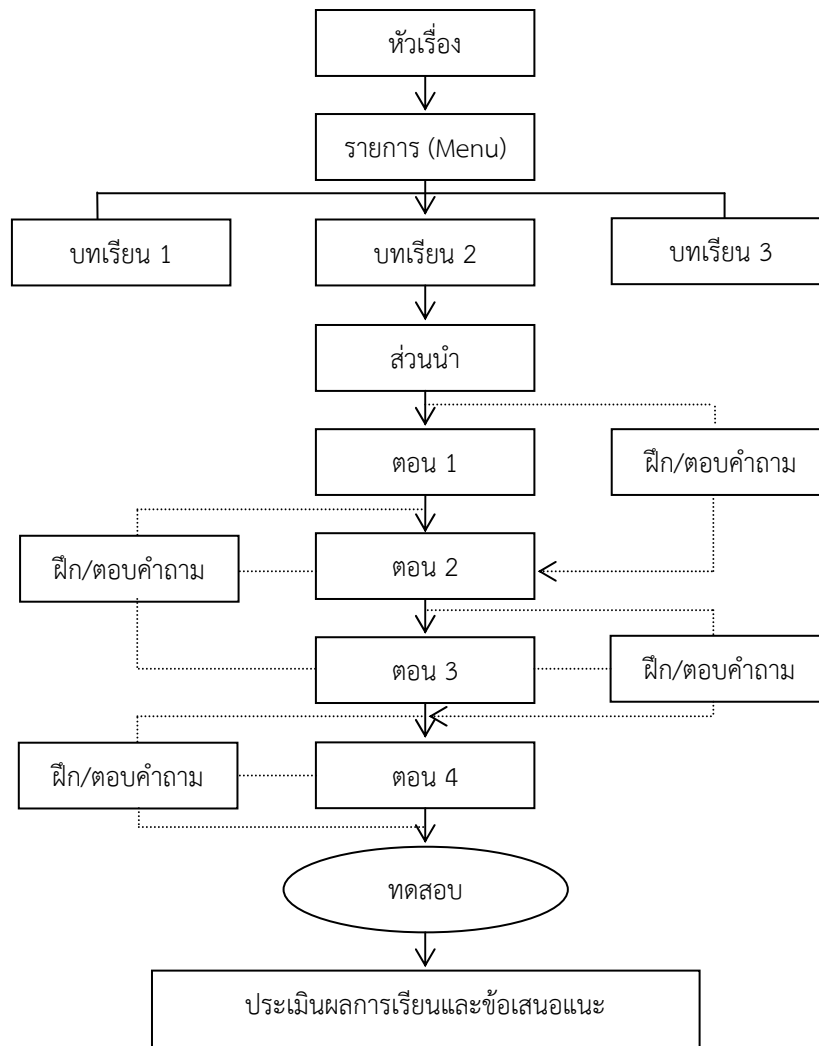 หัวเรื่อง
รายการ (Menu)
บทเรียน 1
บทเรียน 2
บทเรียน 3
ส่วนนำ
ตอน 1
ฝึก/ตอบคำถาม
ฝึก/ตอบคำถาม
ตอน 2
ตอน 3
ฝึก/ตอบคำถาม
ฝึก/ตอบคำถาม
ตอน 4
ทดสอบ
ประเมินผลการเรียนและข้อเสนอแนะ